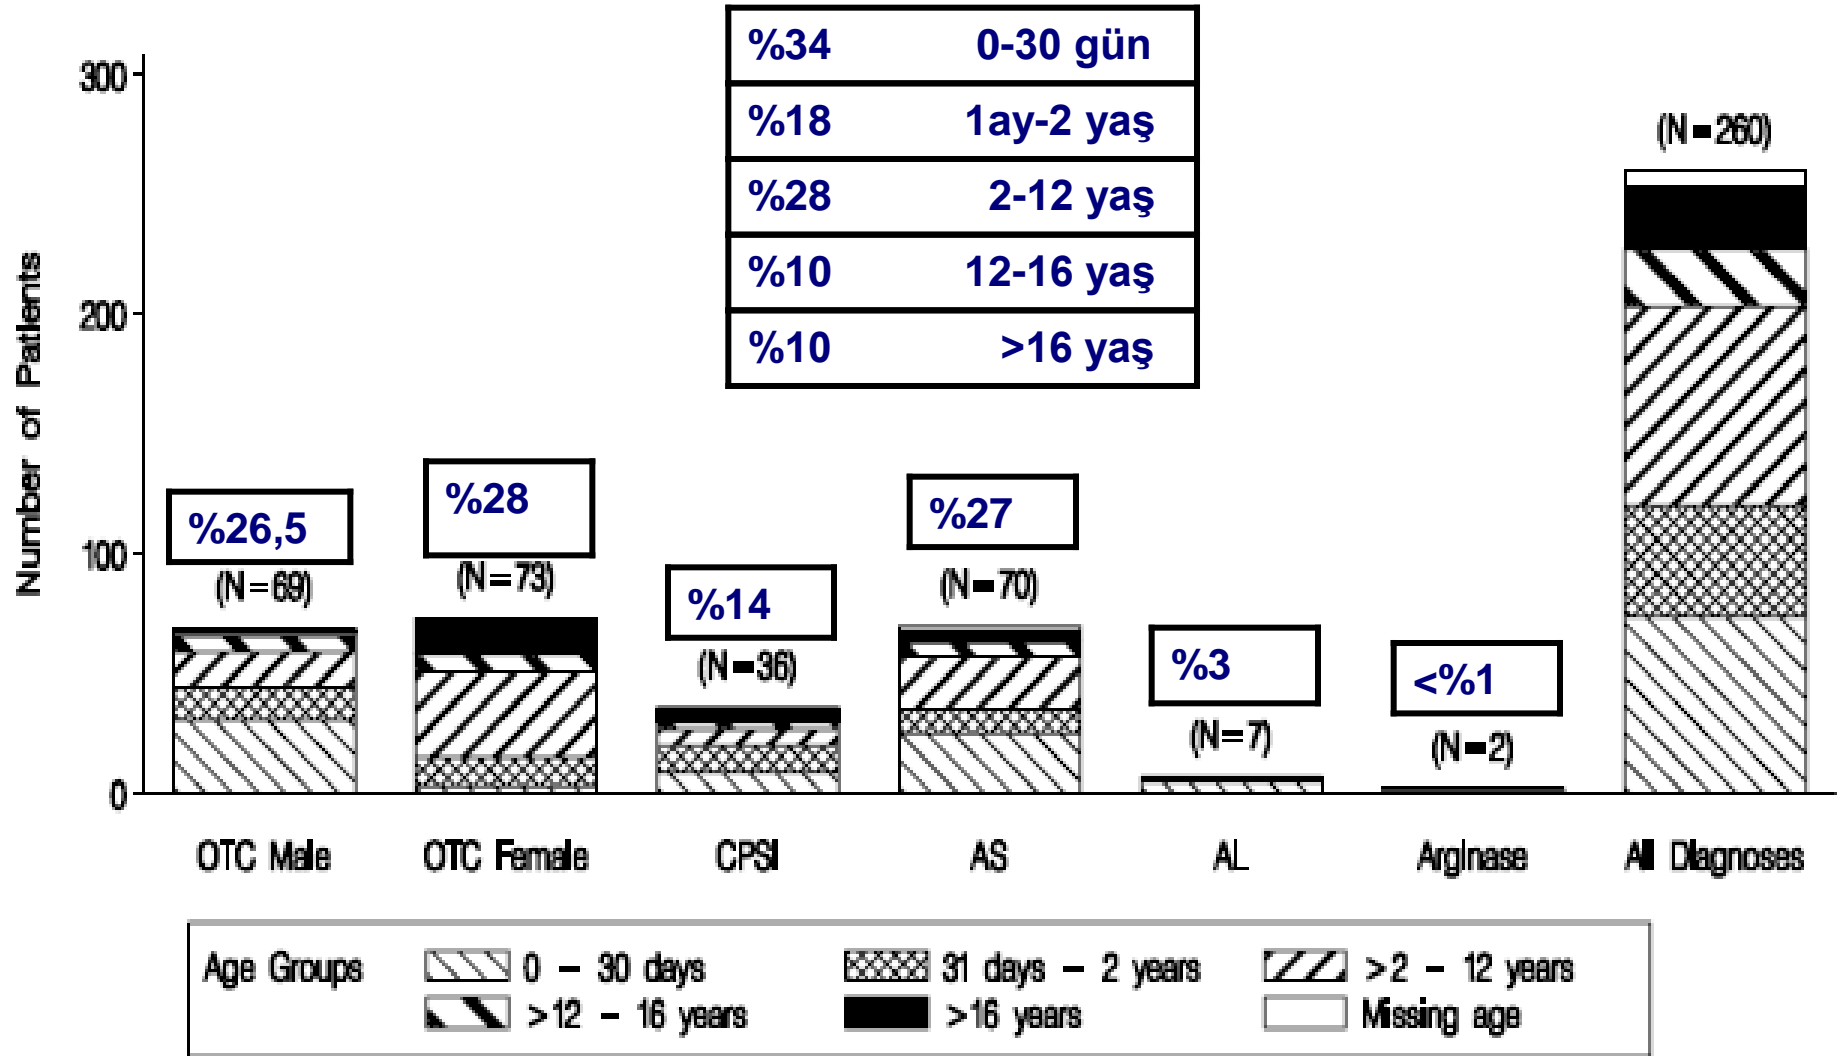 %34 0-30 gün
%18 1ay-2 yaş
%28 2-12 yaş
%10 12-16 yaş
%10 >16 yaş
Number of Patients
300
200
100
0
%26,5
(N=69)
%28
(N=73)
%14
(N=36)
%27
(N=70)
%3
(N=7)
<%1
(N=2)
(N=260)
OTC Male OTC Female CPSI AS AL Arginase All Diagnoses
Age Groups 0 – 30 days 31 days – 2 years >2 – 12 years
>12 – 16 years >16 years Missing age